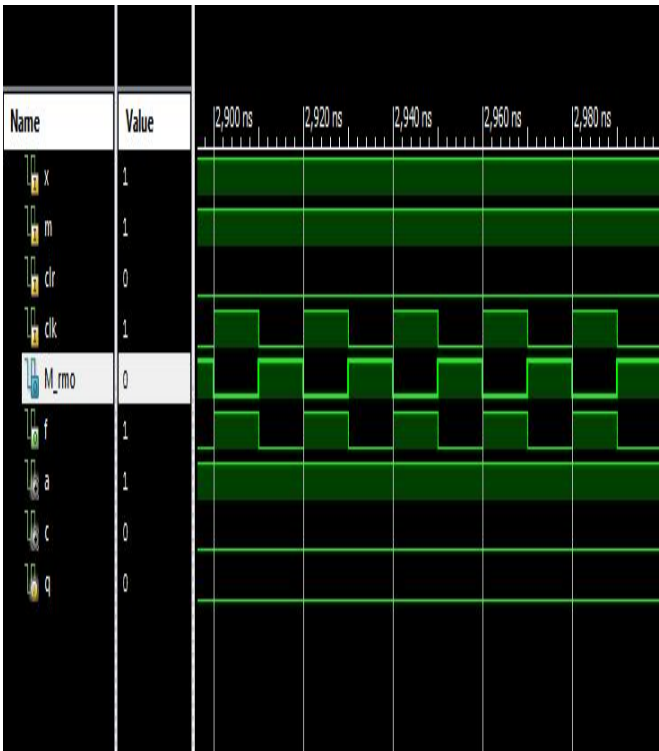 Name Value 2,900 ns 2,920 ns 2,940 ns 2,960 ns 2,980 ns
x 1
m 1
clr 0
clk 1
M_rmo 0
f 1
a 1
c 0
q 0